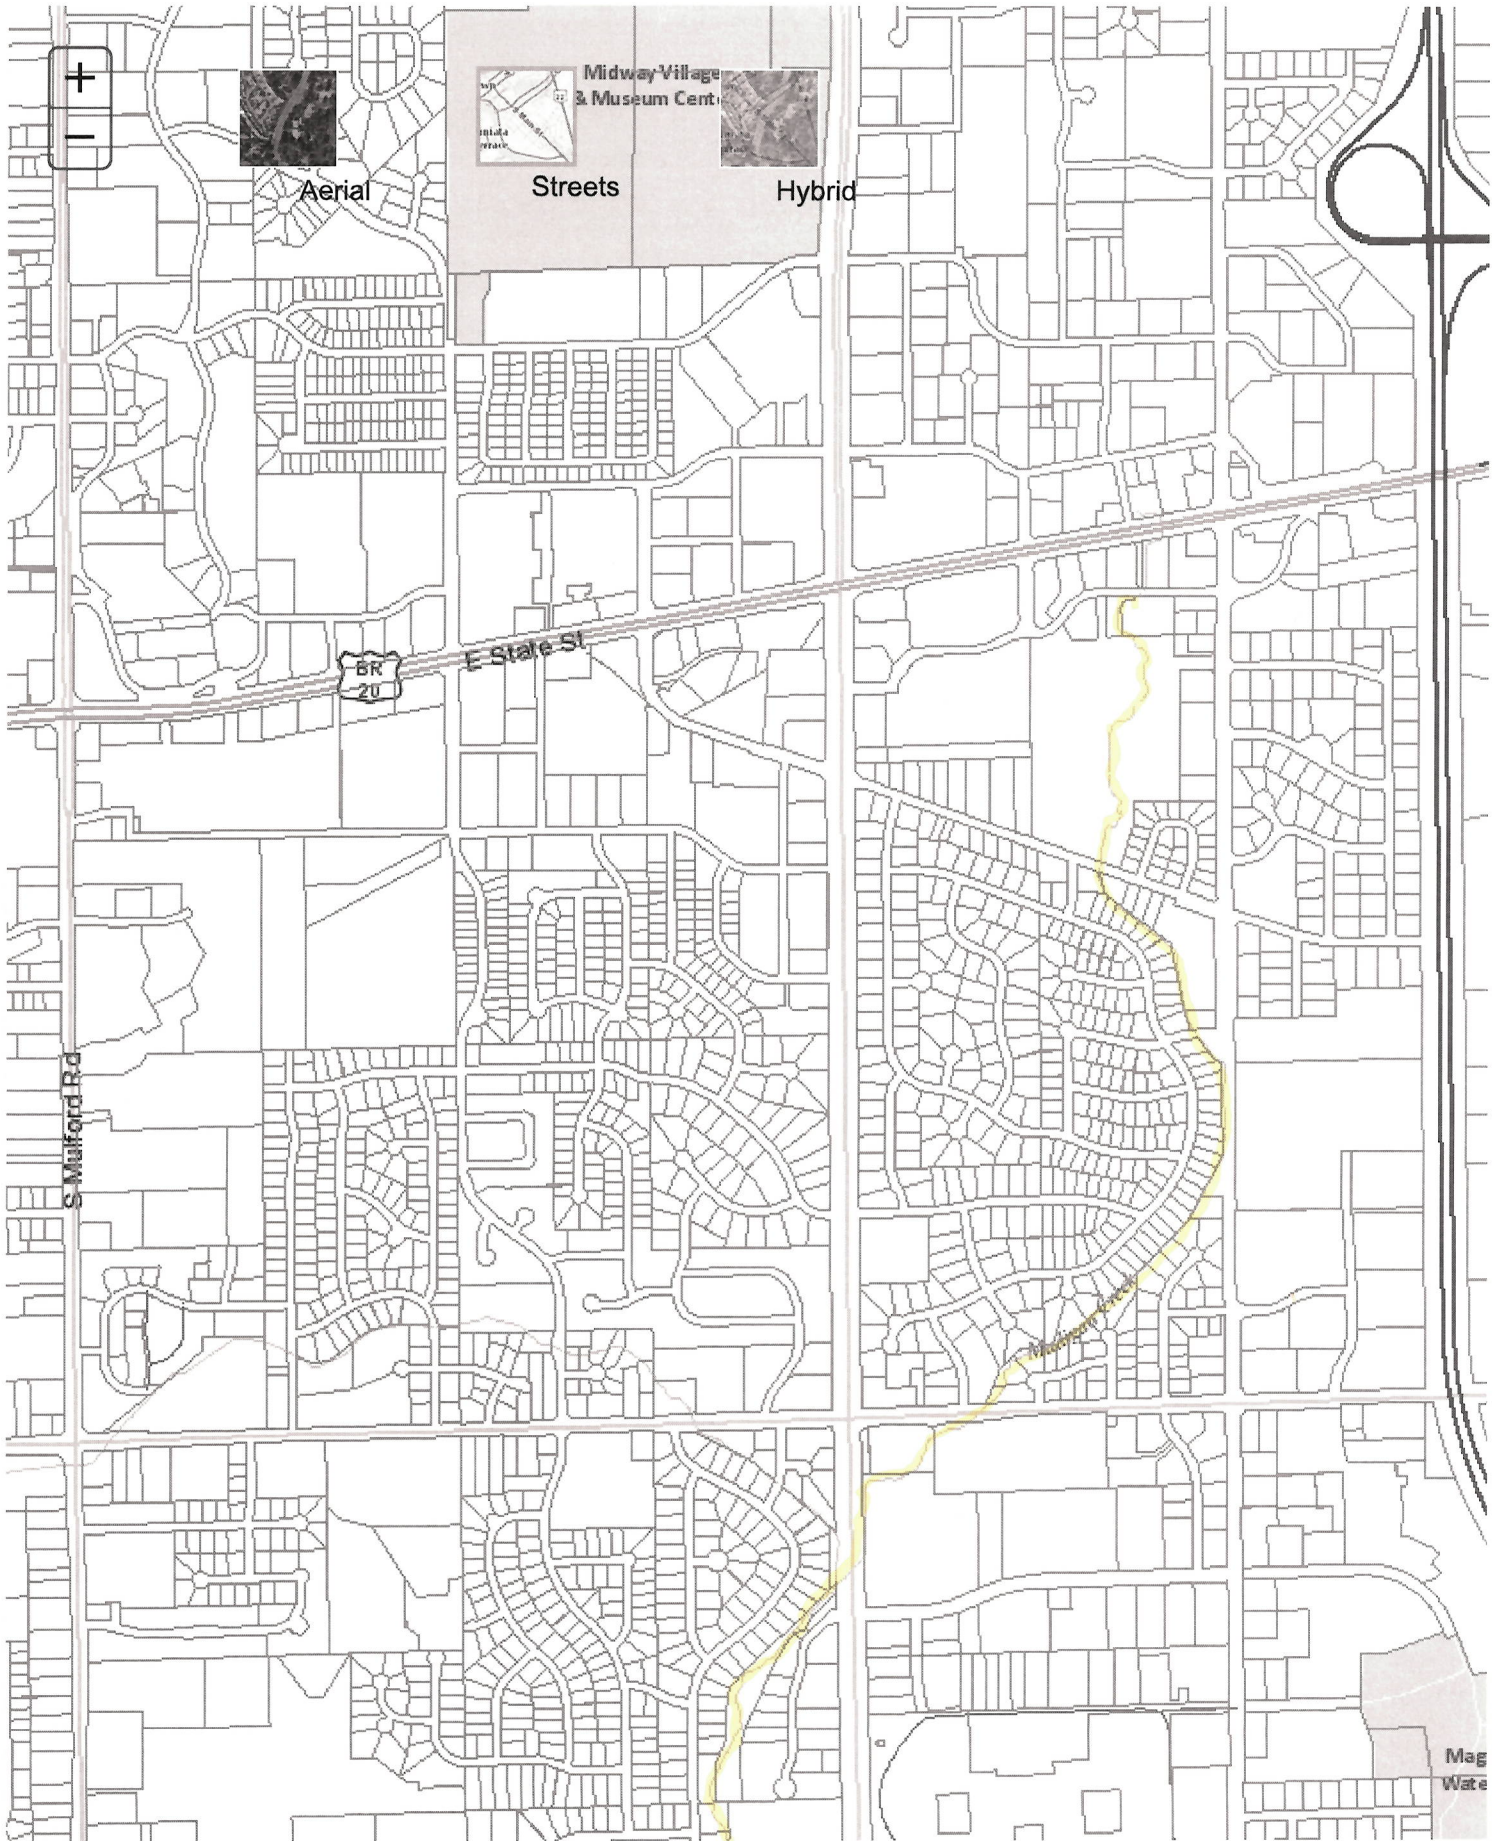 +
−
Midway Village
& Museum Cent
Aerial
Streets
Hybrid
E State St
BR
20
S Mulford Rd
Mag
Wate